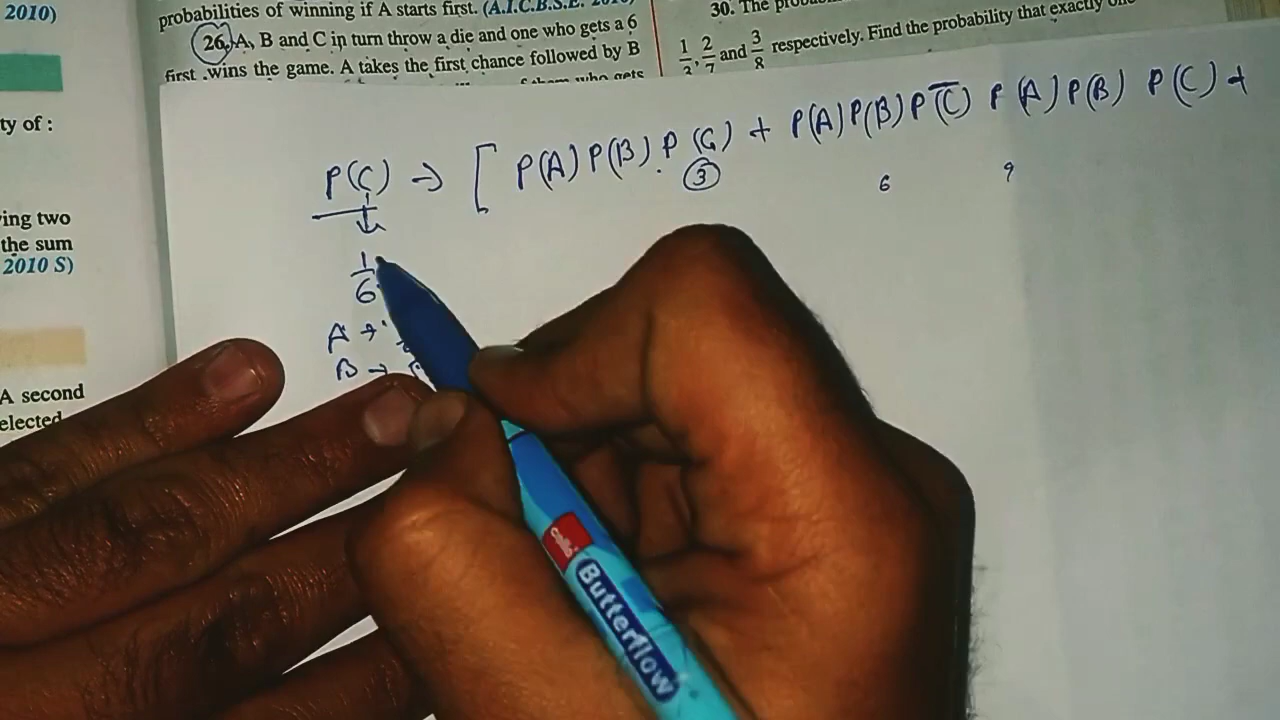 2010)
ty of :
ving two
the sum
2010 S)
A second
elected
probabilities of winning if A starts first. (A.I.C.B.S.E. 2010)
26. A, B and C in turn throw a die and one who gets a 6
first wins the game. A takes the first chance followed by B
30. The
1/2, 2/7 and 3/8 respectively. Find the probability that exactly one
P(C) → [ P(A) P(B) . P(C) + P(A) P(B) P(C̅) P(A) P(B) P(C) +
3 6 9
1/6
A →
B →
Cello
Butterflow